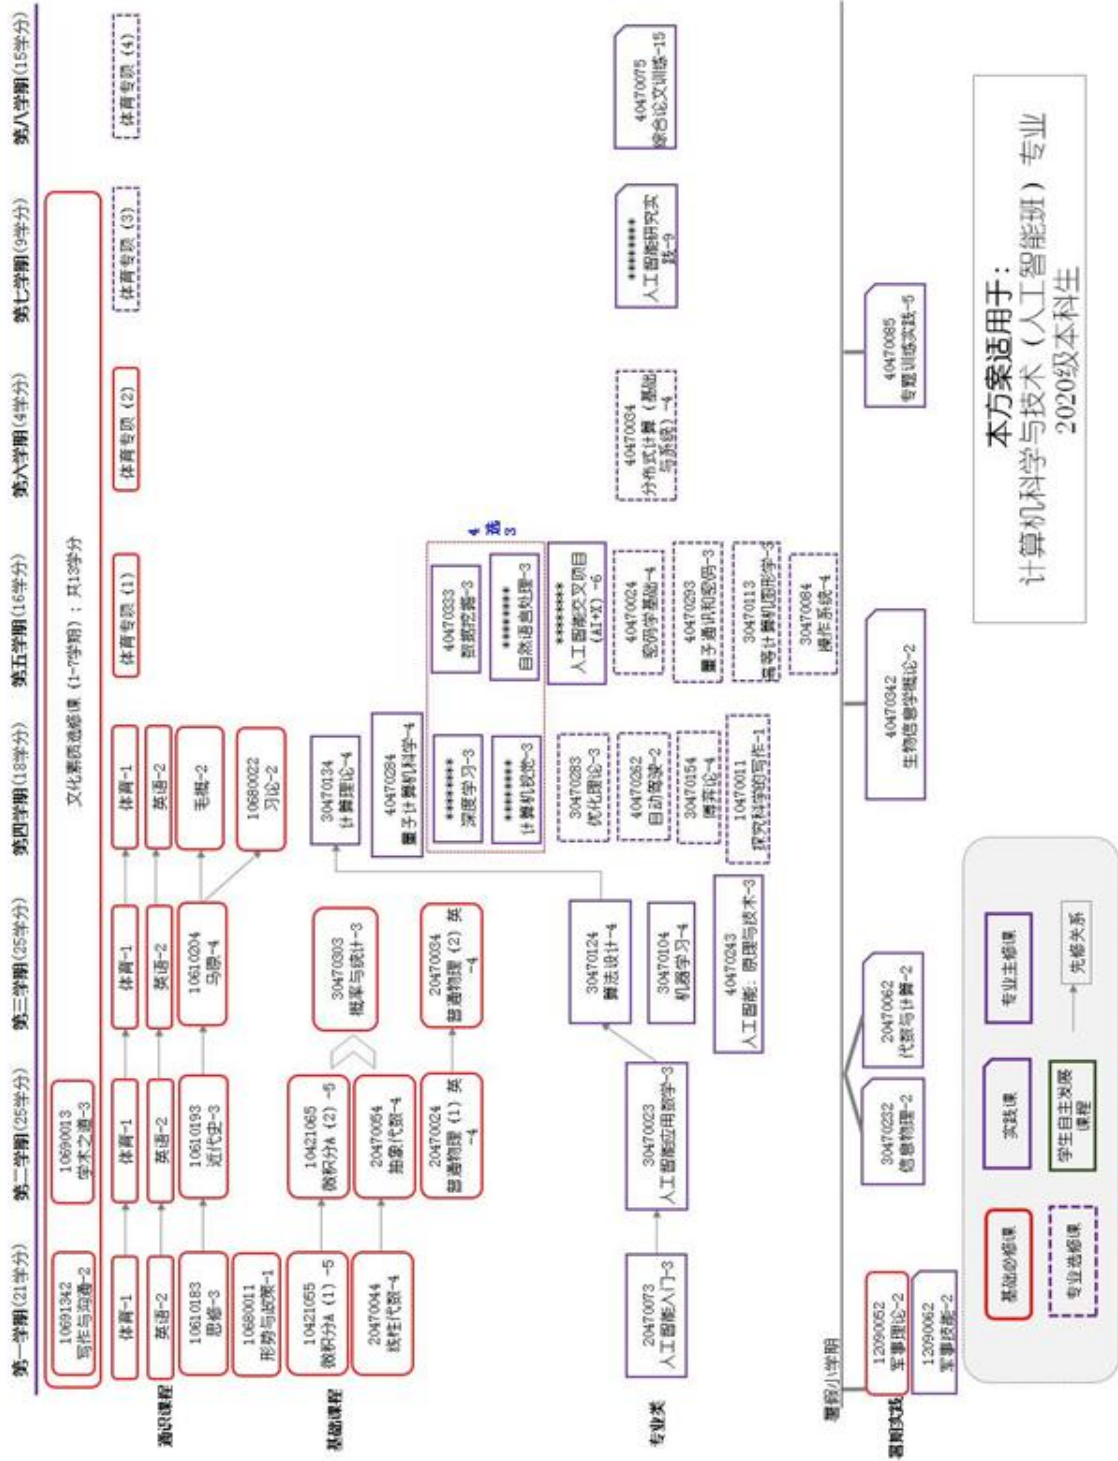 第一学期(21学分)
第二学期(25学分)
第三学期(25学分)
第四学期(18学分)
第五学期(16学分)
第六学期(4学分)
第七学期(9学分)
第八学期(15学分)
文化素质选修课（1-7学期）；共13学分
10691342
写作与沟通-2
10690013
学术之道-3
通识课程
体育-1
体育-1
体育-1
体育-1
体育专项（1）
体育专项（2）
体育专项（3）
体育专项（4）
英语-2
英语-2
英语-2
英语-2
10610183
思修-3
10610193
近代史-3
10610204
马原-4
毛概-2
10680011
形势与政策-1
10680022
习论-2
基础课程
10421055
微积分A（1）-5
10421065
微积分A（2）-5
30470303
概率与统计-3
30470134
计算理论-4
20470044
线性代数-4
20470054
抽象代数-4
40470284
量子计算机科学-4
20470024
普通物理（1）英
-4
20470034
普通物理（2）英
-4
4
选
3
********
深度学习-3
40470333
数据挖掘-3
********
计算机视觉-3
********
自然语言处理-3
专业类
20470073
人工智能入门-3
30470023
人工智能应用数学-3
30470124
算法设计-4
30470104
机器学习-4
40470243
人工智能：原理与技术-3
30470283
优化理论-3
40470262
自动驾驶-2
30470194
博弈论-4
10470011
探究科学的写作-1
********
人工智能交叉项目
(AI+X) -6
40470024
密码学基础-4
40470293
量子通讯和密码-3
30470113
高等计算机图形学-3
30470084
操作系统-4
40470034
分布式计算（基础
与系统）-4
********
人工智能研究实
践-9
40470075
综合论文训练-15
暑假小学期
暑期实践
12090052
军事理论-2
12090062
军事技能-2
30470232
信息物理-2
20470062
代数与计算-2
40470342
生物信息学概论-2
40470085
专题训练实践-5
基础必修课
实践课
专业主修课
专业选修课
学生自主发展
课程
先修关系
本方案适用于：
计算机科学与技术（人工智能班）专业
2020级本科生